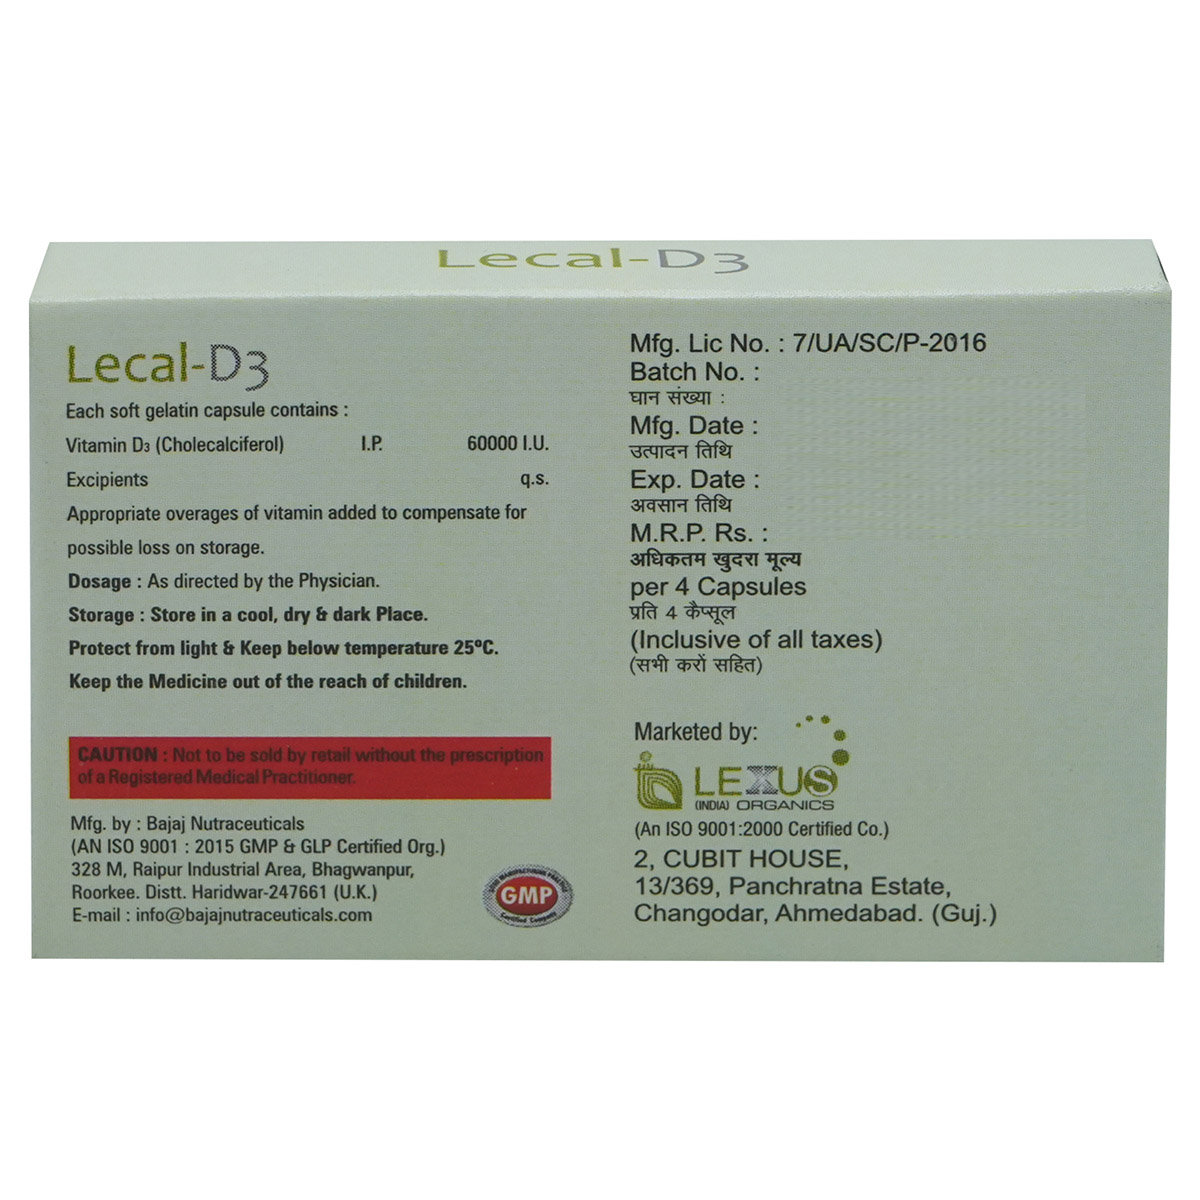 Lecal-D3
Lecal-D3
Each soft gelatin capsule contains :
Vitamin D3 (Cholecalciferol) I.P. 60000 I.U.
Excipients q.s.
Appropriate overages of vitamin added to compensate for
possible loss on storage.
Dosage : As directed by the Physician.
Storage : Store in a cool, dry & dark Place.
Protect from light & Keep below temperature 25ºC.
Keep the Medicine out of the reach of children.
CAUTION : Not to be sold by retail without the prescription
of a Registered Medical Practitioner.
Mfg. by : Bajaj Nutraceuticals
(AN ISO 9001 : 2015 GMP & GLP Certified Org.)
328 M, Raipur Industrial Area, Bhagwanpur,
Roorkee. Distt. Haridwar-247661 (U.K.)
E-mail : info@bajajnutraceuticals.com
GOOD MANUFACTURING PRACTICE
GMP
Certified Company
Mfg. Lic No. : 7/UA/SC/P-2016
Batch No. :
घान संख्या :
Mfg. Date :
उत्पादन तिथि
Exp. Date :
अवसान तिथि
M.R.P. Rs. :
अधिकतम खुदरा मूल्य
per 4 Capsules
प्रति 4 कैप्सूल
(Inclusive of all taxes)
(सभी करों सहित)
Marketed by:
LEXUS
(INDIA) ORGANICS
(An ISO 9001:2000 Certified Co.)
2, CUBIT HOUSE,
13/369, Panchratna Estate,
Changodar, Ahmedabad. (Guj.)